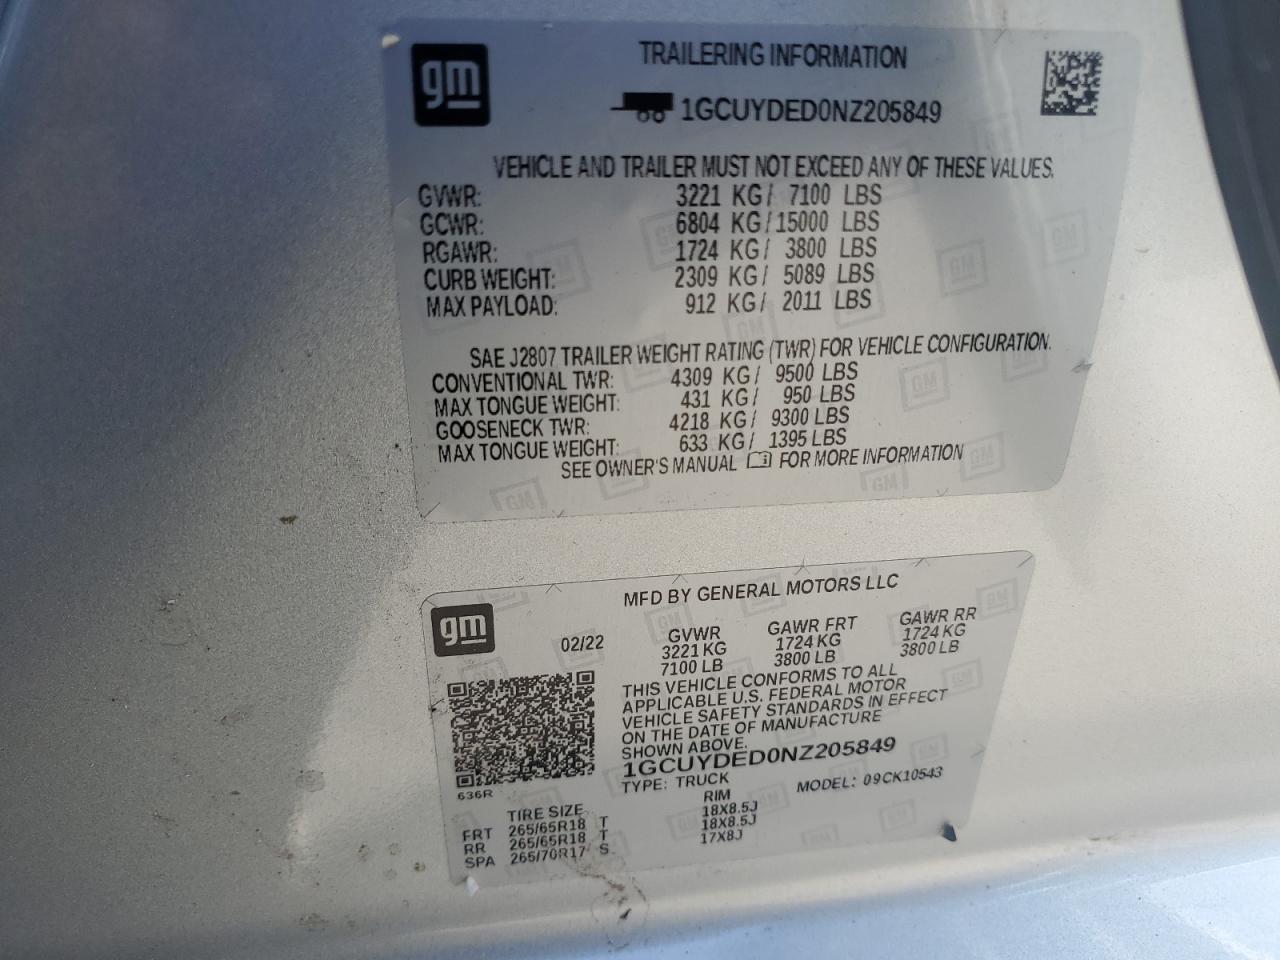 gm
TRAILERING INFORMATION
1GCUYDED0NZ205849
VEHICLE AND TRAILER MUST NOT EXCEED ANY OF THESE VALUES.
GVWR: 3221 KG/ 7100 LBS
GCWR: 6804 KG/15000 LBS
RGAWR: 1724 KG/ 3800 LBS
CURB WEIGHT: 2309 KG/ 5089 LBS
MAX PAYLOAD: 912 KG/ 2011 LBS
SAE J2807 TRAILER WEIGHT RATING (TWR) FOR VEHICLE CONFIGURATION.
CONVENTIONAL TWR: 4309 KG/ 9500 LBS
MAX TONGUE WEIGHT: 431 KG/ 950 LBS
GOOSENECK TWR: 4218 KG/ 9300 LBS
MAX TONGUE WEIGHT: 633 KG/ 1395 LBS
SEE OWNER'S MANUAL FOR MORE INFORMATION
gm
MFD BY GENERAL MOTORS LLC
02/22 GVWR GAWR FRT GAWR RR
3221 KG 1724 KG 1724 KG
7100 LB 3800 LB 3800 LB
THIS VEHICLE CONFORMS TO ALL
APPLICABLE U.S. FEDERAL MOTOR
VEHICLE SAFETY STANDARDS IN EFFECT
ON THE DATE OF MANUFACTURE
SHOWN ABOVE.
1GCUYDED0NZ205849
TYPE: TRUCK MODEL: 09CK10543
636R
TIRE SIZE RIM
FRT 265/65R18 T 18X8.5J
RR 265/65R18 T 18X8.5J
SPA 265/70R17 S 17X8J